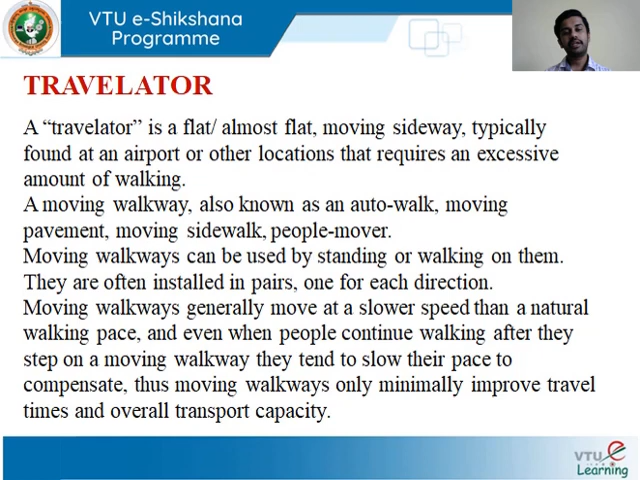 VTU e-Shikshana
Programme
TRAVELATOR
A “travelator” is a flat/ almost flat, moving sideway, typically
found at an airport or other locations that requires an excessive
amount of walking.
A moving walkway, also known as an auto-walk, moving
pavement, moving sidewalk, people-mover.
Moving walkways can be used by standing or walking on them.
They are often installed in pairs, one for each direction.
Moving walkways generally move at a slower speed than a natural
walking pace, and even when people continue walking after they
step on a moving walkway they tend to slow their pace to
compensate, thus moving walkways only minimally improve travel
times and overall transport capacity.
VTU e
Learning